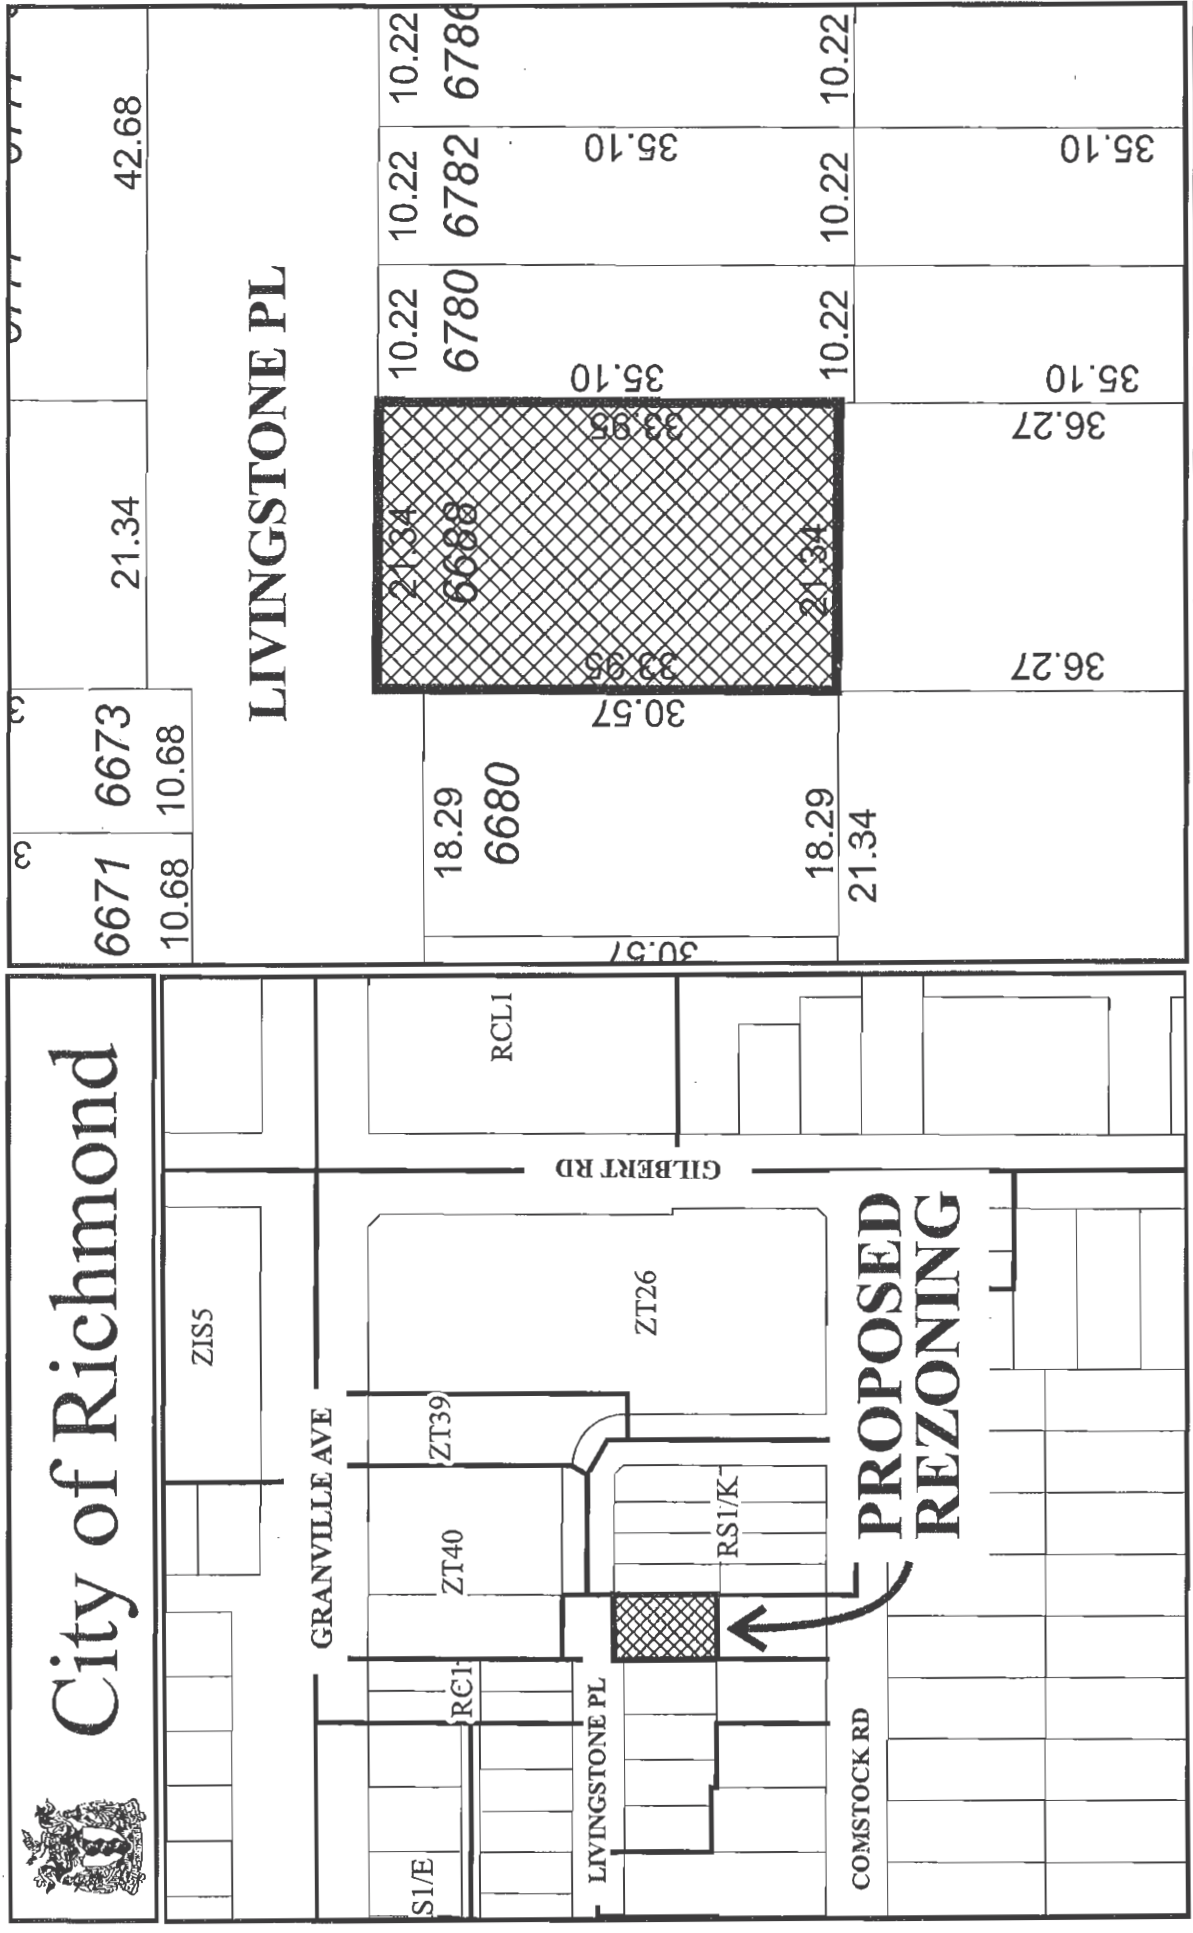 City of Richmond
ZIS5
GRANVILLE AVE
RCL1
GILBERT RD
ZT39
ZT40
ZT26
RC1
S1/E
RS1/K
LIVINGSTONE PL
COMSTOCK RD
PROPOSED
REZONING
6671
10.68
6673
10.68
21.34
42.68
LIVINGSTONE PL
18.29
6680
30.57
30.57
18.29
21.34
21.34
6688
33.95
33.95
21.34
36.27
36.27
10.22
6780
35.10
10.22
35.10
10.22
6782
35.10
10.22
35.10
10.22
6786
10.22